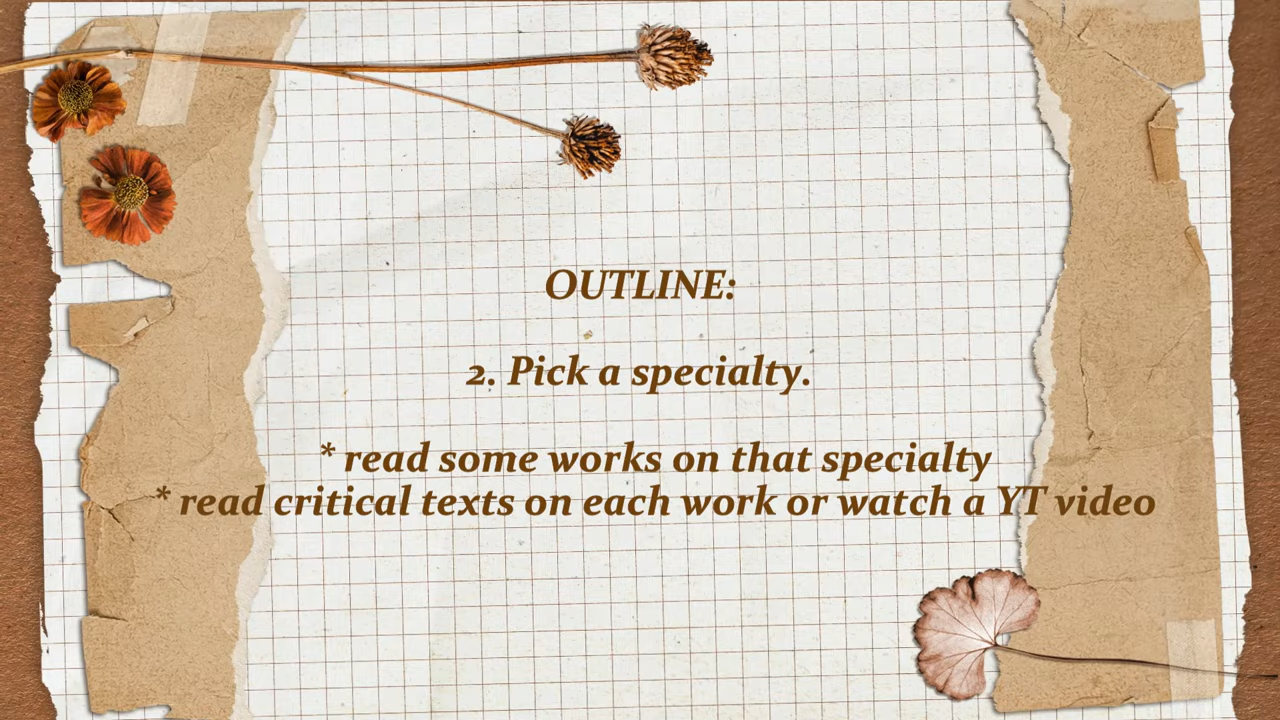 OUTLINE:
2. Pick a specialty.
* read some works on that specialty
* read critical texts on each work or watch a YT video